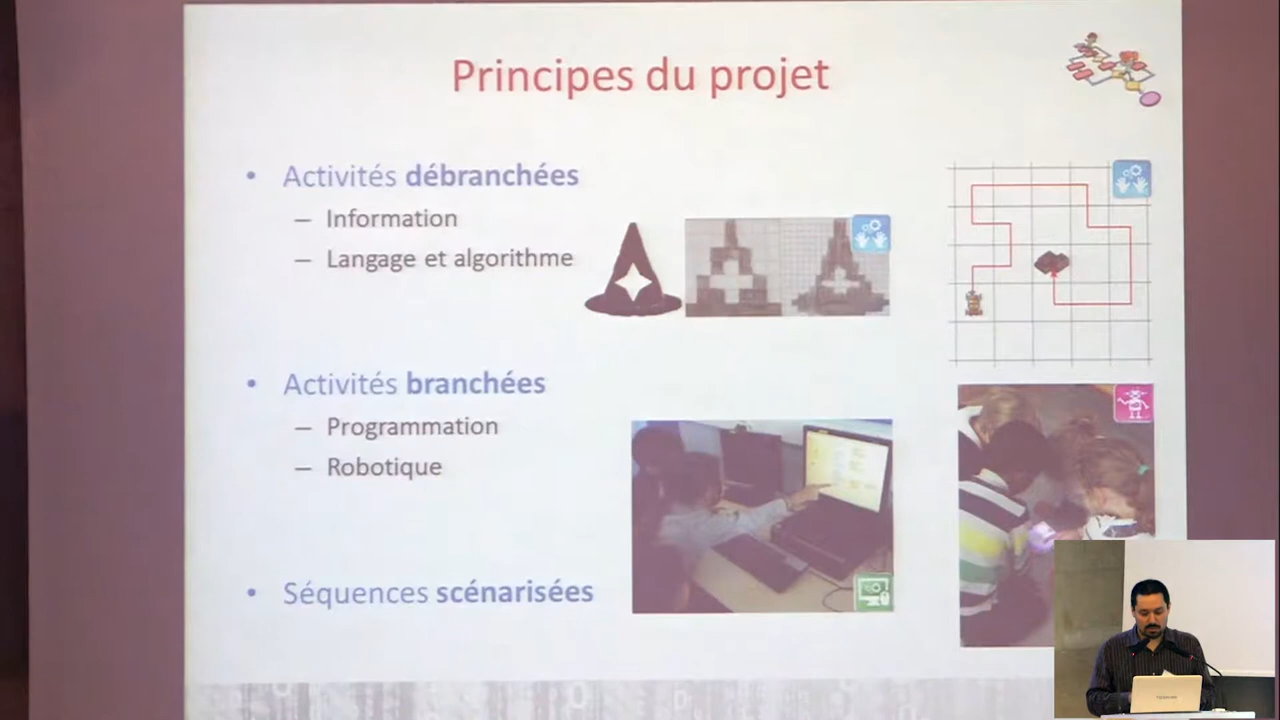 Principes du projet
• Activités débranchées
– Information
– Langage et algorithme
• Activités branchées
– Programmation
– Robotique
• Séquences scénarisées